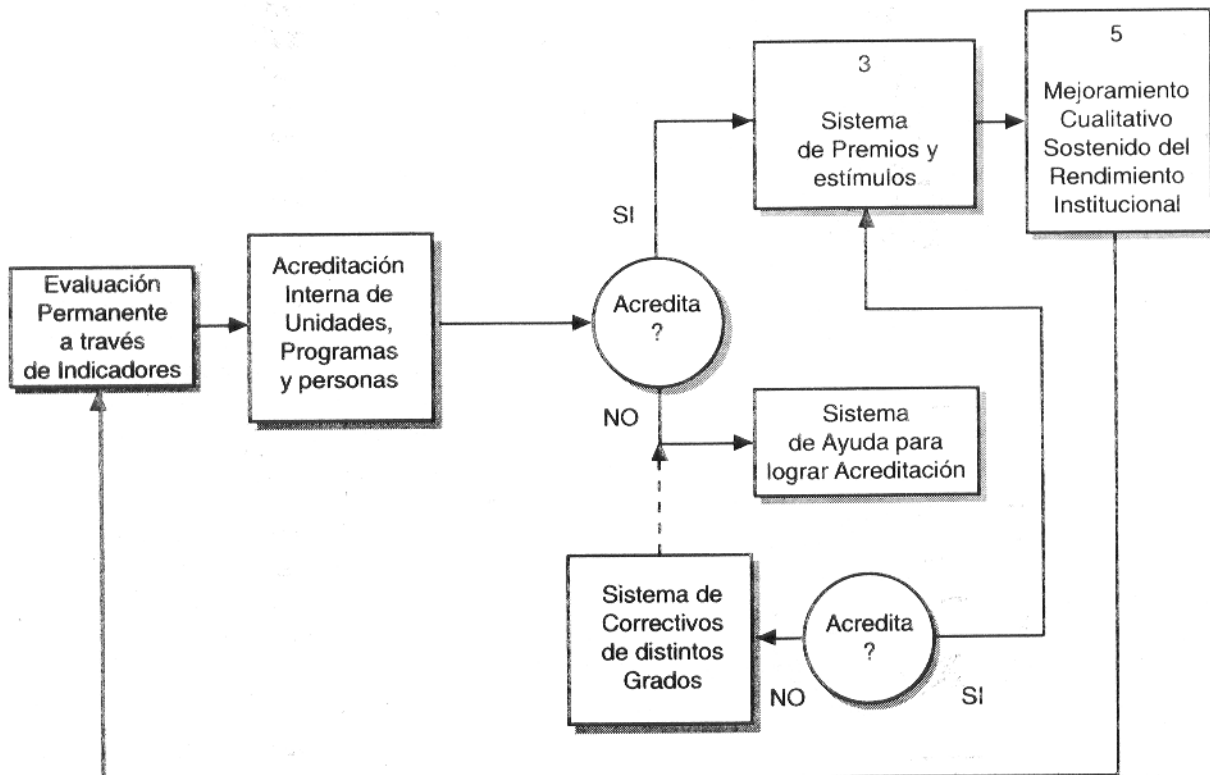 Evaluación
Permanente
a través
de Indicadores
Acreditación
Interna de
Unidades,
Programas
y personas
Acredita
?
SI
NO
3
Sistema
de Premios y
estímulos
5
Mejoramiento
Cualitativo
Sostenido del
Rendimiento
Institucional
Sistema
de Ayuda para
lograr Acreditación
Acredita
?
NO
SI
Sistema de
Correctivos
de distintos
Grados